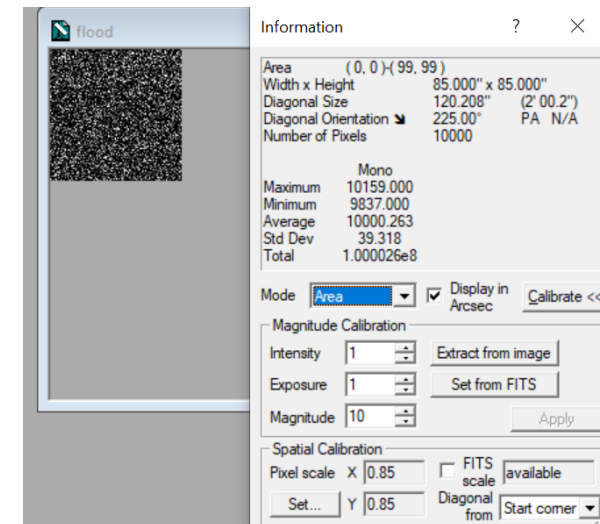 flood
Information ? ×
Area ( 0, 0 )-( 99, 99 )
Width x Height 85.000" x 85.000"
Diagonal Size 120.208" (2' 00.2")
Diagonal Orientation 225.00° PA N/A
Number of Pixels 10000
Mono
Maximum 10159.000
Minimum 9837.000
Average 10000.263
Std Dev 39.318
Total 1.000026e8
Mode Area Display in Arcsec Calibrate <<
Magnitude Calibration
Intensity 1 Extract from image
Exposure 1 Set from FITS
Magnitude 10 Apply
Spatial Calibration
Pixel scale X 0.85 FITS scale available
Set... Y 0.85 Diagonal from Start corner